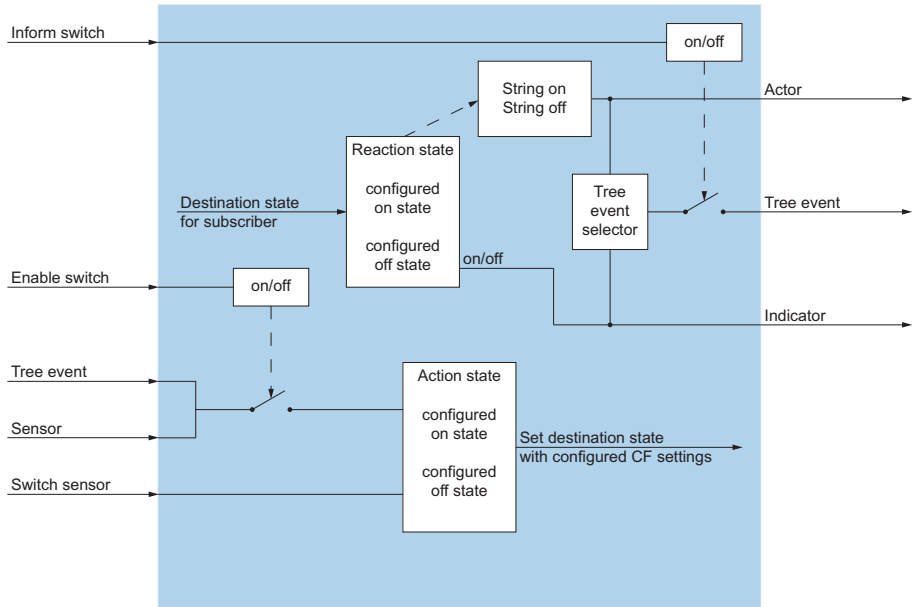 Inform switch
on/off
String on
String off
Actor
Reaction state
configured
on state
configured
off state
Destination state
for subscriber
Tree
event
selector
Tree event
on/off
Enable switch
on/off
Indicator
Tree event
Sensor
Switch sensor
Action state
configured
on state
configured
off state
Set destination state
with configured CF settings